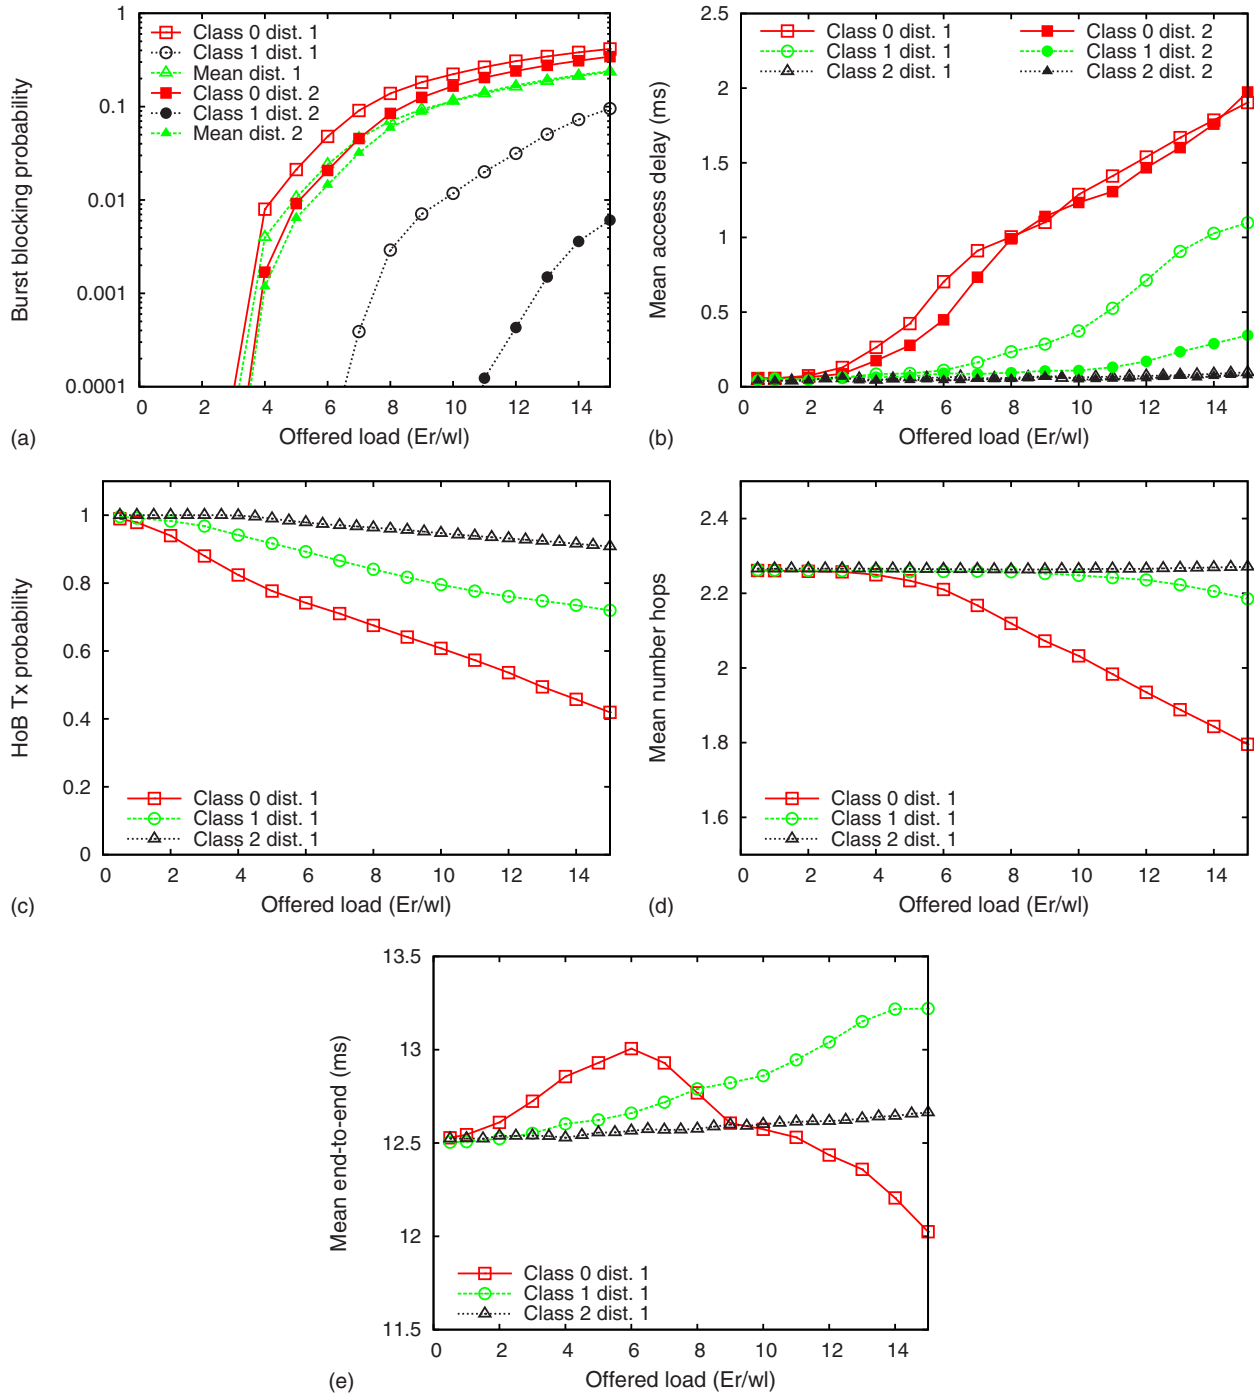 1
0.1
0.01
0.001
0.0001
Burst blocking probability
Class 0 dist. 1
Class 1 dist. 1
Mean dist. 1
Class 0 dist. 2
Class 1 dist. 2
Mean dist. 2
0 2 4 6 8 10 12 14
Offered load (Er/wl)
(a)
2.5
2
1.5
1
0.5
0
Mean access delay (ms)
Class 0 dist. 1
Class 1 dist. 1
Class 2 dist. 1
Class 0 dist. 2
Class 1 dist. 2
Class 2 dist. 2
0 2 4 6 8 10 12 14
Offered load (Er/wl)
(b)
1
0.8
0.6
0.4
0.2
0
HoB Tx probability
Class 0 dist. 1
Class 1 dist. 1
Class 2 dist. 1
0 2 4 6 8 10 12 14
Offered load (Er/wl)
(c)
2.4
2.2
2
1.8
1.6
Mean number hops
Class 0 dist. 1
Class 1 dist. 1
Class 2 dist. 1
0 2 4 6 8 10 12 14
Offered load (Er/wl)
(d)
13.5
13
12.5
12
11.5
Mean end-to-end (ms)
Class 0 dist. 1
Class 1 dist. 1
Class 2 dist. 1
0 2 4 6 8 10 12 14
Offered load (Er/wl)
(e)